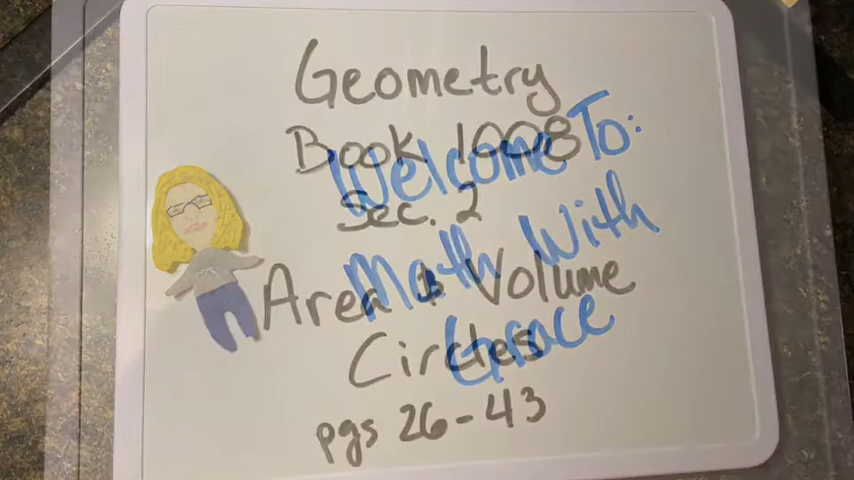 Geometry
Book 1008
Sec. 2
Area & Volume
Circles
pgs 26-43
Welcome To:
Math With
Grace